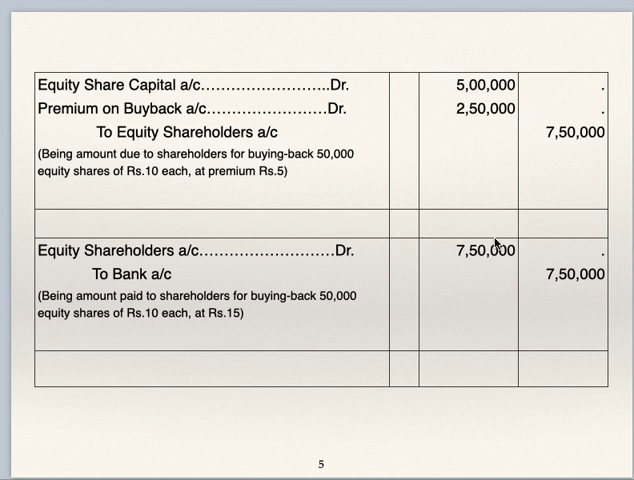 Equity Share Capital a/c...........................Dr. 5,00,000 .
Premium on Buyback a/c.......................Dr. 2,50,000 .
To Equity Shareholders a/c 7,50,000
(Being amount due to shareholders for buying-back 50,000
equity shares of Rs.10 each, at premium Rs.5)
Equity Shareholders a/c..........................Dr. 7,50,000 .
To Bank a/c 7,50,000
(Being amount paid to shareholders for buying-back 50,000
equity shares of Rs.10 each, at Rs.15)
5